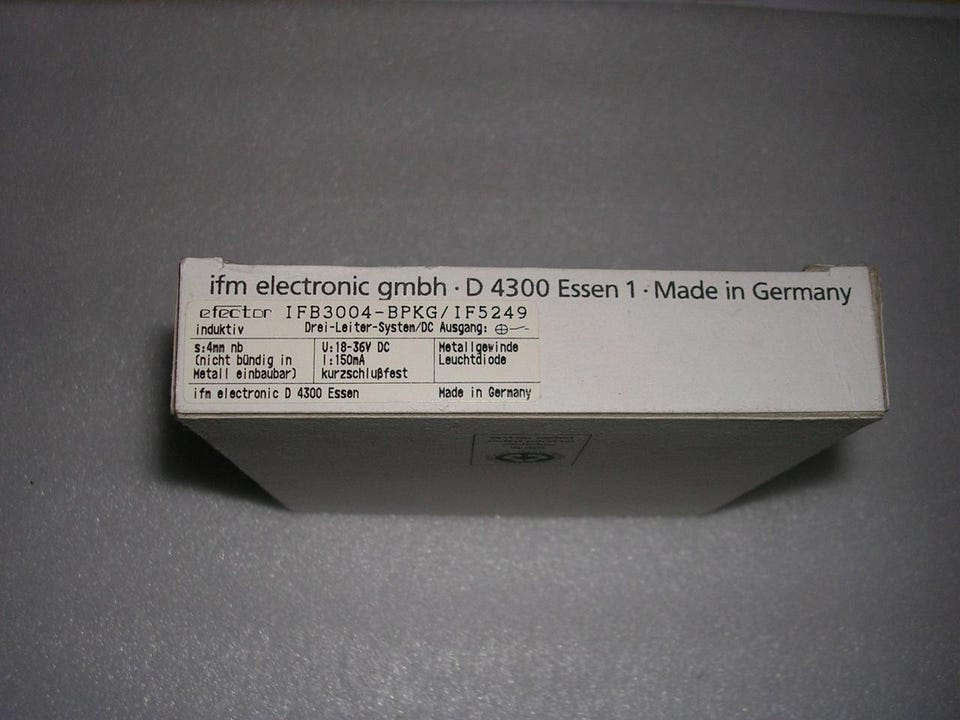 ifm electronic gmbh · D 4300 Essen 1 · Made in Germany
efector IFB3004-BPKG/IF5249
induktiv Drei-Leiter-System/DC Ausgang:
s:4mm nb
(nicht bündig in
Metall einbaubar)
U:18-36V DC
I:150mA
kurzschlußfest
Metallgewinde
Leuchtdiode
ifm electronic D 4300 Essen Made in Germany